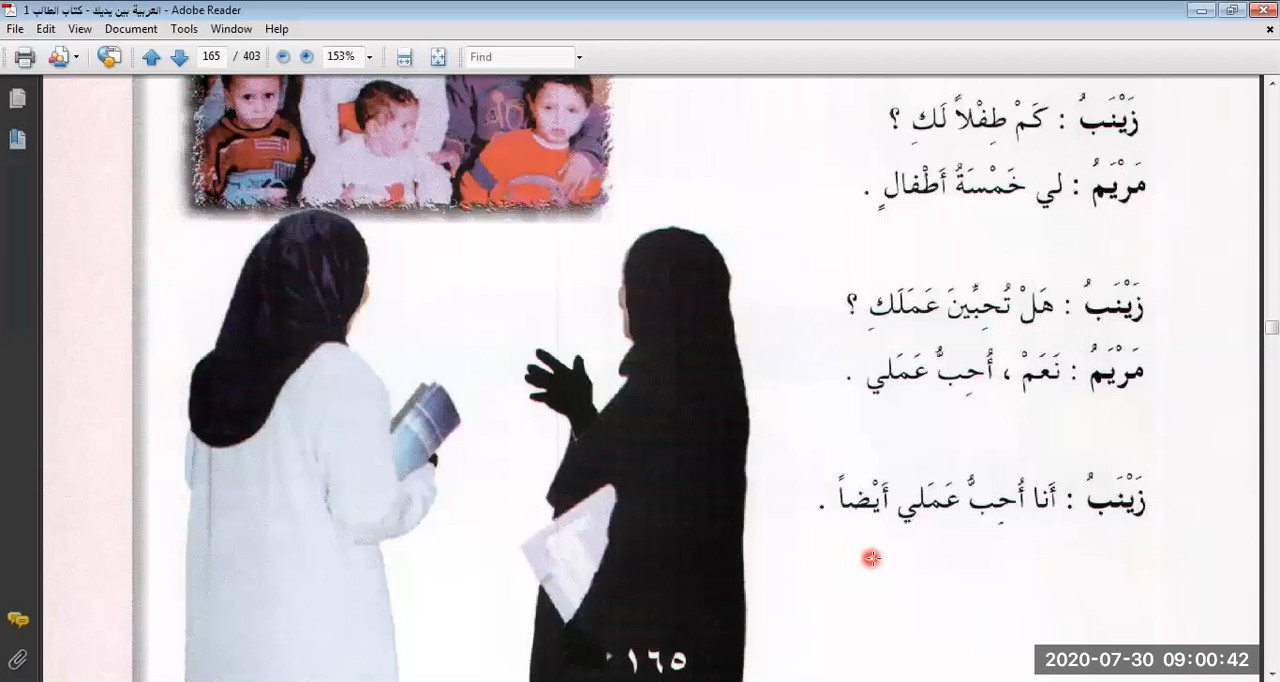 العربية بين يديك - كتاب الطالب 1 - Adobe Reader
File Edit View Document Tools Window Help
165 / 403 153% Find
زَيْنَبُ : كَمْ طِفْلاً لَكِ ؟
مَرْيَمُ : لي خَمْسَةُ أَطْفالٍ .
زَيْنَبُ : هَلْ تُحِبِّينَ عَمَلَكِ ؟
مَرْيَمُ : نَعَمْ ، أُحِبُّ عَمَلي .
زَيْنَبُ : أَنا أُحِبُّ عَمَلي أَيْضاً .
١٦٥
2020-07-30 09:00:42